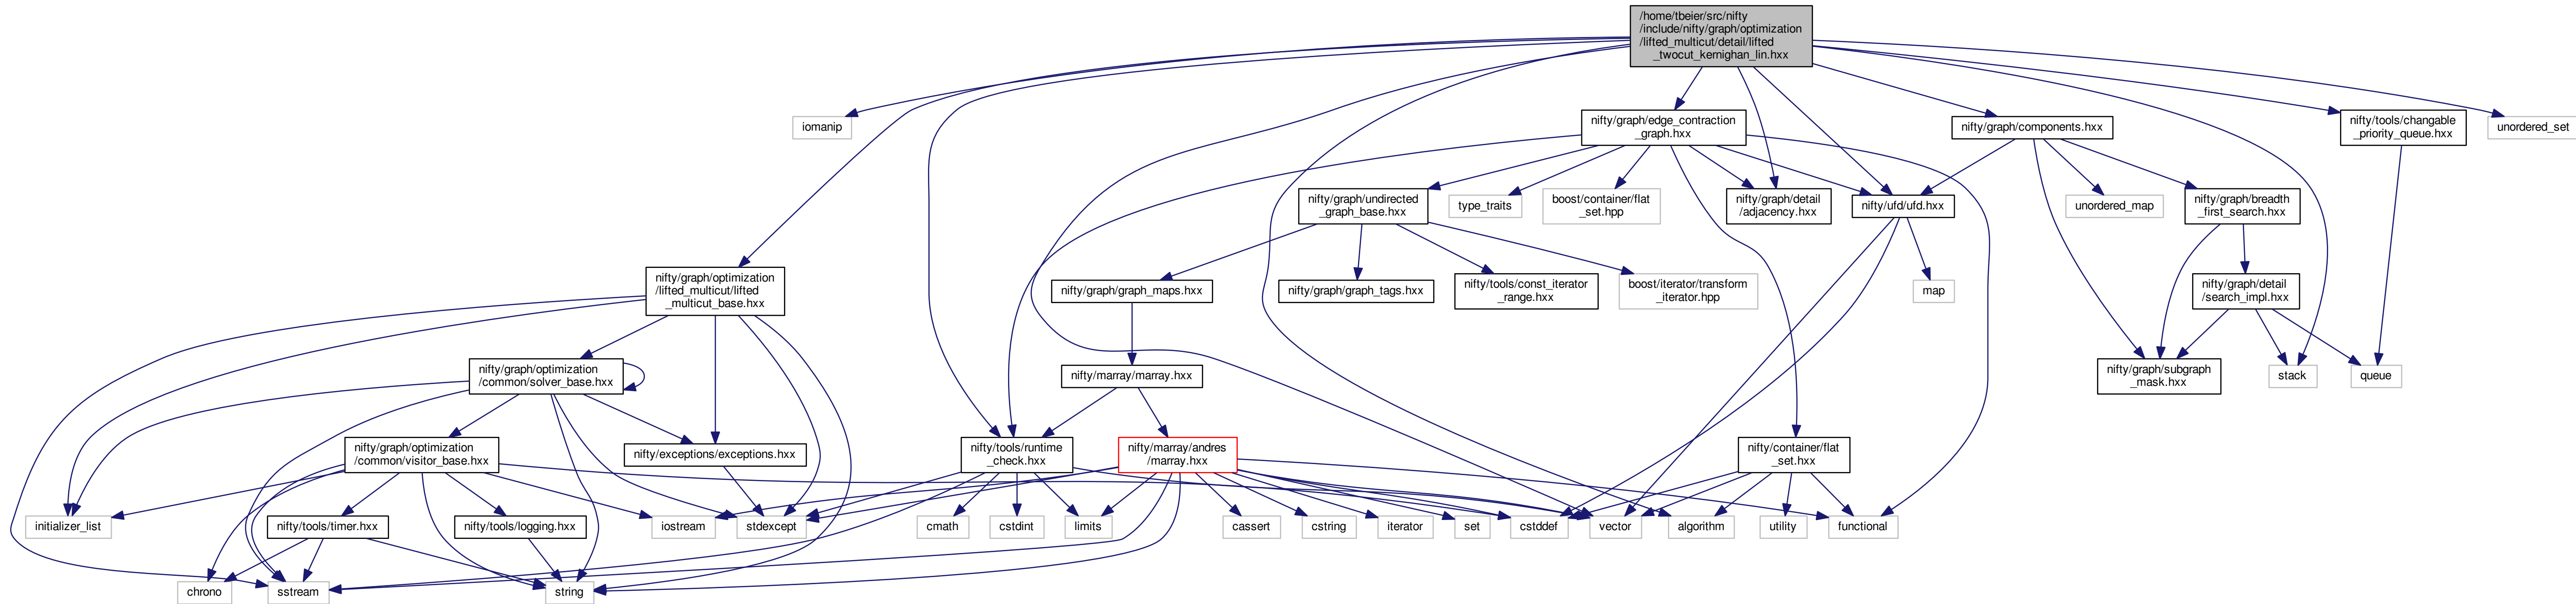 /home/tbeier/src/nifty
/include/nifty/graph/optimization
/lifted_multicut/detail/lifted
_twocut_kernighan_lin.hxx
iomanip
nifty/graph/edge_contraction
_graph.hxx
nifty/graph/components.hxx
nifty/tools/changable
_priority_queue.hxx
unordered_set
nifty/graph/undirected
_graph_base.hxx
type_traits
boost/container/flat
_set.hpp
nifty/graph/detail
/adjacency.hxx
nifty/ufd/ufd.hxx
unordered_map
nifty/graph/breadth
_first_search.hxx
nifty/graph/optimization
/lifted_multicut/lifted
_multicut_base.hxx
nifty/graph/graph_maps.hxx
nifty/graph/graph_tags.hxx
nifty/tools/const_iterator
_range.hxx
boost/iterator/transform
_iterator.hpp
map
nifty/graph/detail
/search_impl.hxx
nifty/graph/optimization
/common/solver_base.hxx
nifty/marray/marray.hxx
nifty/graph/subgraph
_mask.hxx
stack
queue
nifty/graph/optimization
/common/visitor_base.hxx
nifty/exceptions/exceptions.hxx
nifty/tools/runtime
_check.hxx
nifty/marray/andres
/marray.hxx
nifty/container/flat
_set.hxx
initializer_list
nifty/tools/timer.hxx
nifty/tools/logging.hxx
iostream
stdexcept
cmath
cstdint
limits
cassert
cstring
iterator
set
cstddef
vector
algorithm
utility
functional
chrono
sstream
string